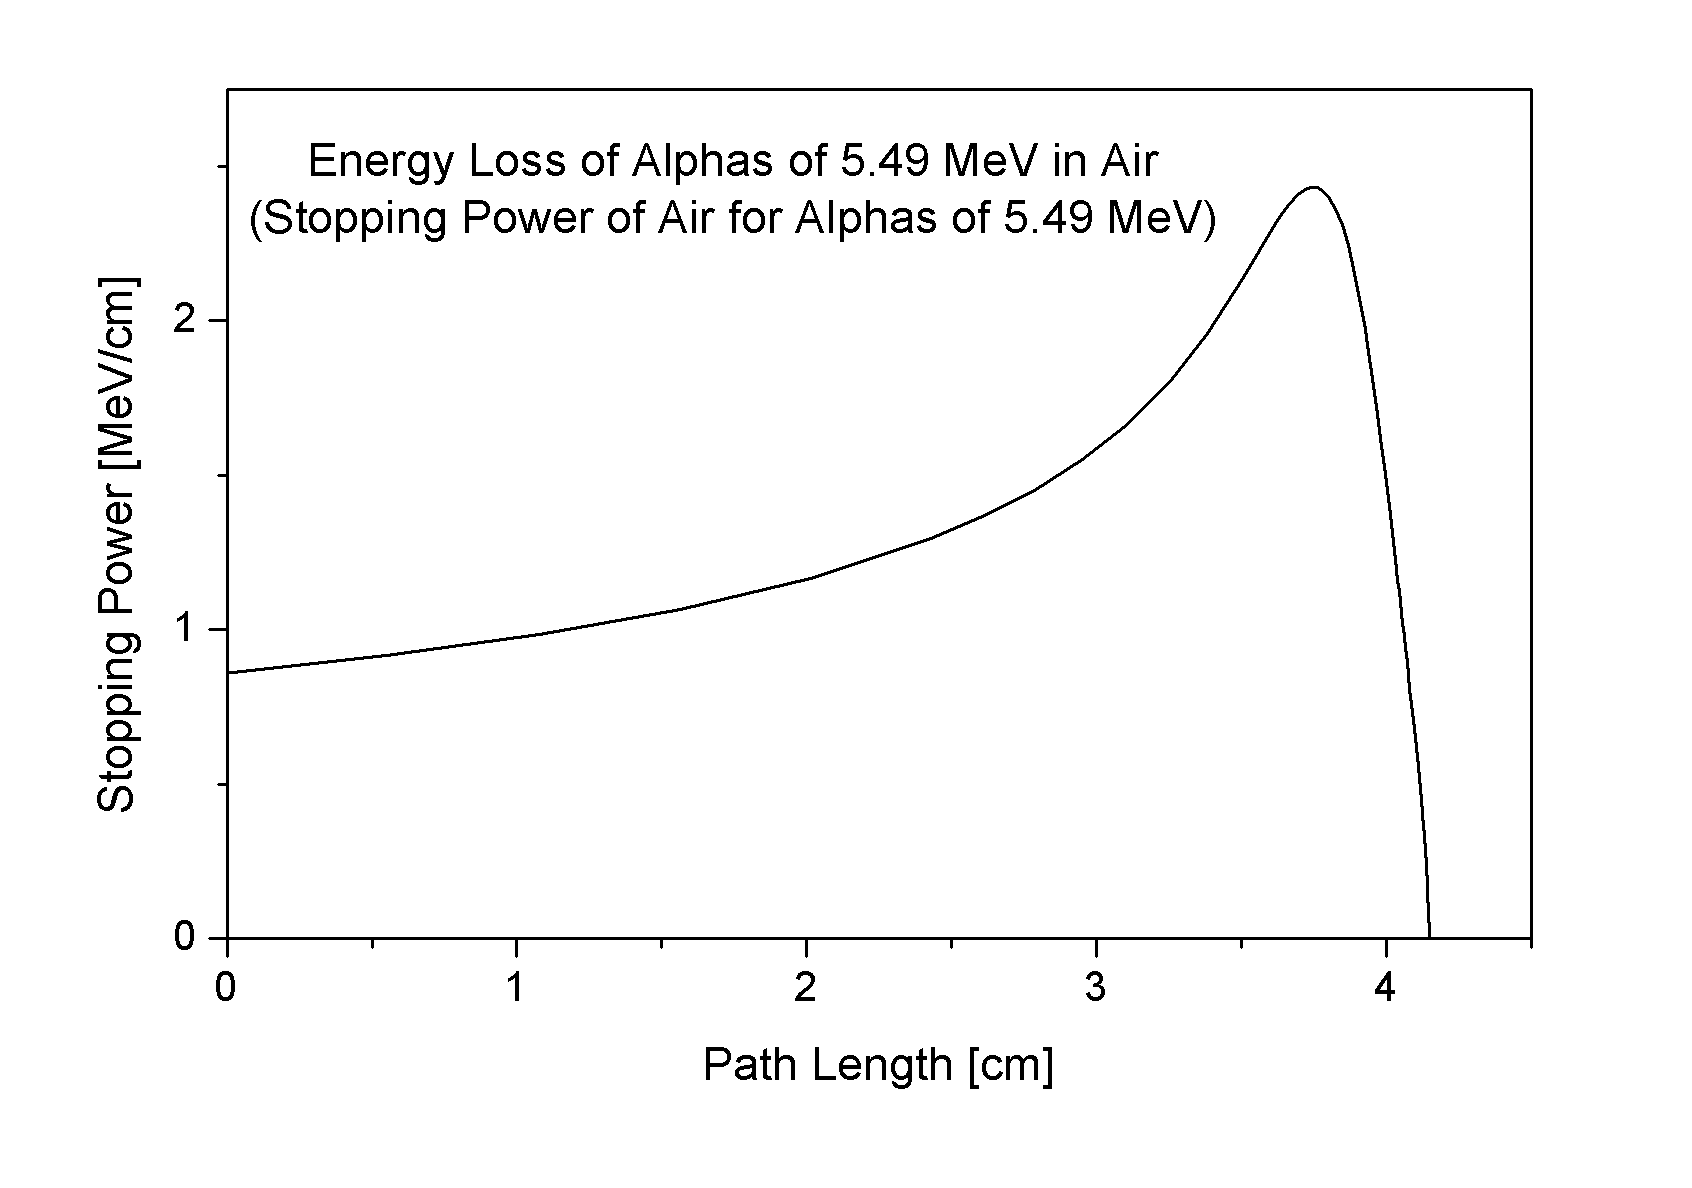 Energy Loss of Alphas of 5.49 MeV in Air
(Stopping Power of Air for Alphas of 5.49 MeV)
Stopping Power [MeV/cm]
2
1
0
0 1 2 3 4
Path Length [cm]